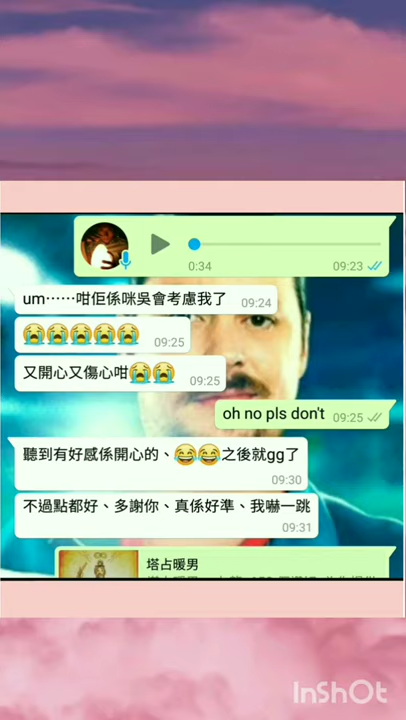 0:34
09:23
um……咁佢係咪吳會考慮我了 09:24
😭😭😭😭😭 09:25
又開心又傷心咁😭😭 09:25
oh no pls don't 09:25
聽到有好感係開心的、😂😂之後就gg了
09:30
不過點都好、多謝你、真係好準、我嚇一跳
09:31
塔占暖男
InShOt